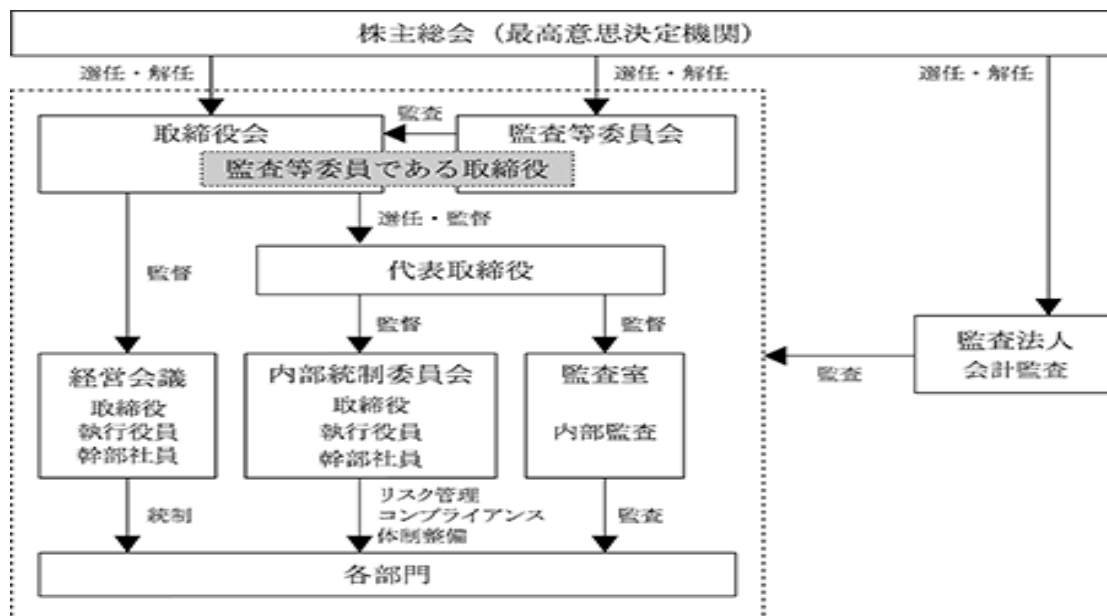 株主総会（最高意思決定機関）
選任・解任
選任・解任
選任・解任
取締役会
監査
監査等委員会
監査等委員である取締役
選任・監督
代表取締役
監督
監督
監督
経営会議
取締役
執行役員
幹部社員
内部統制委員会
取締役
執行役員
幹部社員
監査室
内部監査
監査法人
会計監査
監査
統制
リスク管理
コンプライアンス
体制整備
監査
各部門